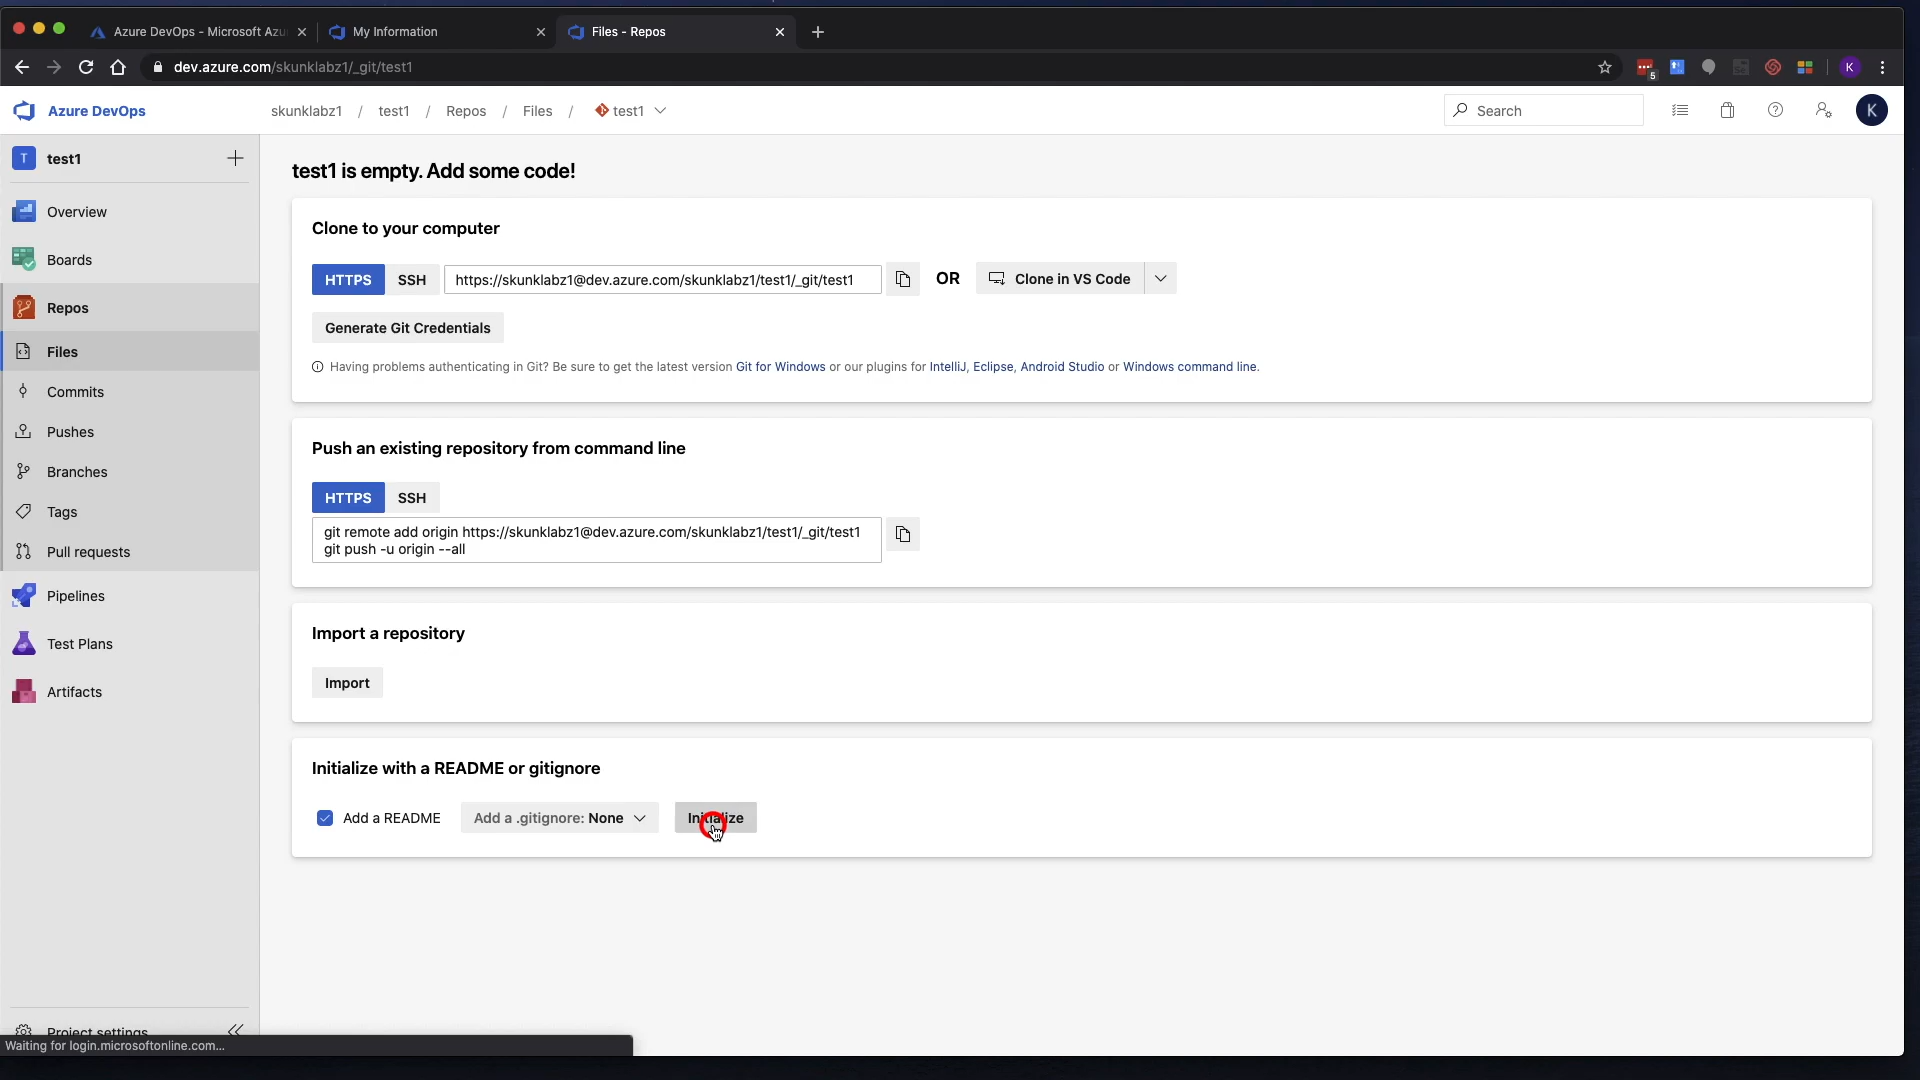 Azure DevOps - Microsoft Azu
My Information
Files - Repos
dev.azure.com/skunklabz1/_git/test1
5
K
Azure DevOps
skunklabz1 / test1 / Repos / Files / test1
Search
K
T test1
Overview
Boards
Repos
Files
Commits
Pushes
Branches
Tags
Pull requests
Pipelines
Test Plans
Artifacts
Project settings
Waiting for login.microsoftonline.com...
test1 is empty. Add some code!
Clone to your computer
HTTPS SSH https://skunklabz1@dev.azure.com/skunklabz1/test1/_git/test1 OR Clone in VS Code
Generate Git Credentials
Having problems authenticating in Git? Be sure to get the latest version Git for Windows or our plugins for IntelliJ, Eclipse, Android Studio or Windows command line.
Push an existing repository from command line
HTTPS SSH
git remote add origin https://skunklabz1@dev.azure.com/skunklabz1/test1/_git/test1
git push -u origin --all
Import a repository
Import
Initialize with a README or gitignore
Add a README Add a .gitignore: None Initialize